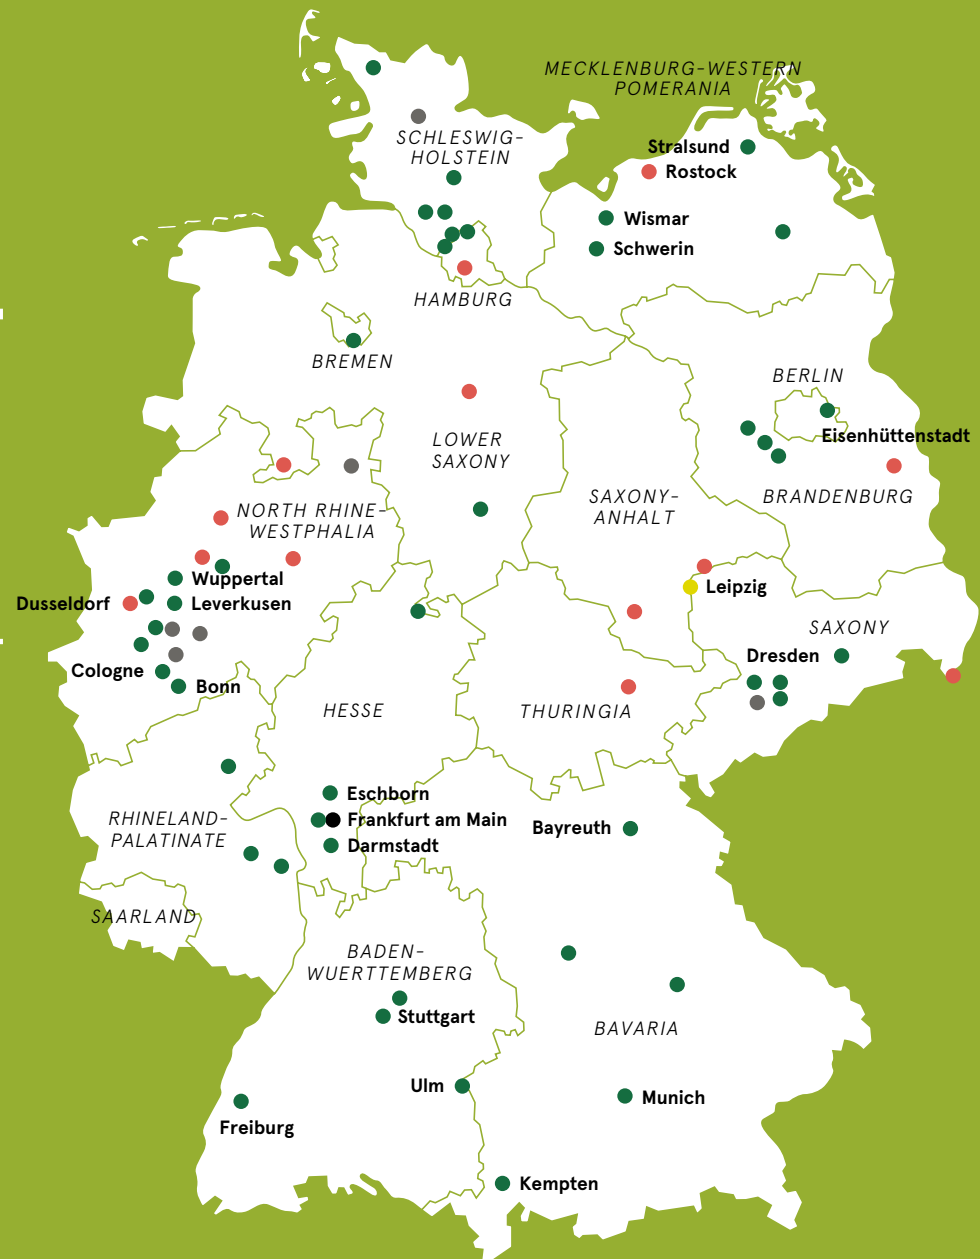 MECKLENBURG-WESTERN
POMERANIA
SCHLESWIG-
HOLSTEIN
Stralsund
Rostock
Wismar
Schwerin
HAMBURG
BREMEN
BERLIN
LOWER
SAXONY
Eisenhüttenstadt
SAXONY-
ANHALT
BRANDENBURG
NORTH RHINE-
WESTPHALIA
Wuppertal
Leipzig
Dusseldorf
Leverkusen
SAXONY
Dresden
Cologne
Bonn
HESSE
THURINGIA
Eschborn
RHINELAND-
PALATINATE
Frankfurt am Main
Bayreuth
Darmstadt
SAARLAND
BADEN-
WUERTTEMBERG
Stuttgart
BAVARIA
Ulm
Munich
Freiburg
Kempten